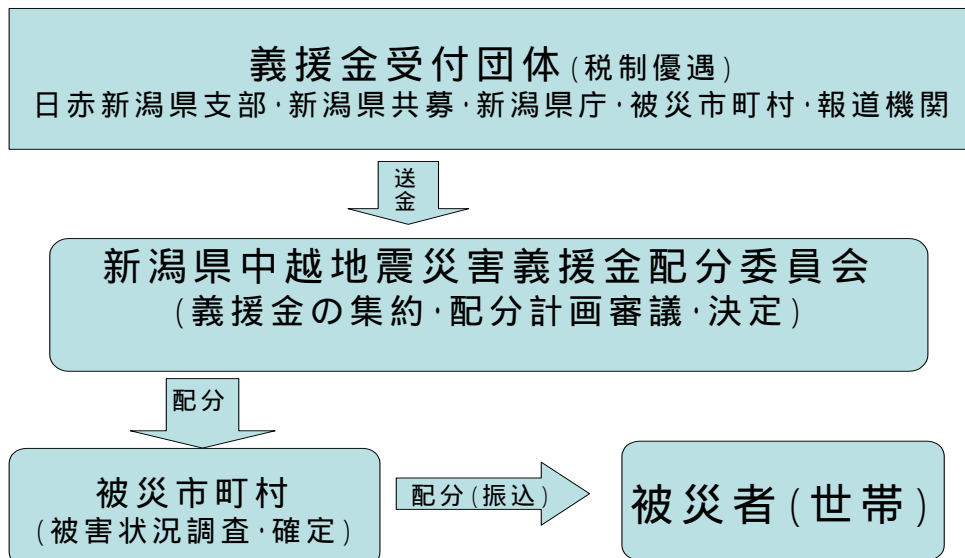 義援金受付団体(税制優遇)
日赤新潟県支部・新潟県共募・新潟県庁・被災市町村・報道機関
送
金
新潟県中越地震災害義援金配分委員会
(義援金の集約・配分計画審議・決定)
配分
被災市町村
(被害状況調査・確定)
配分(振込)
被災者(世帯)